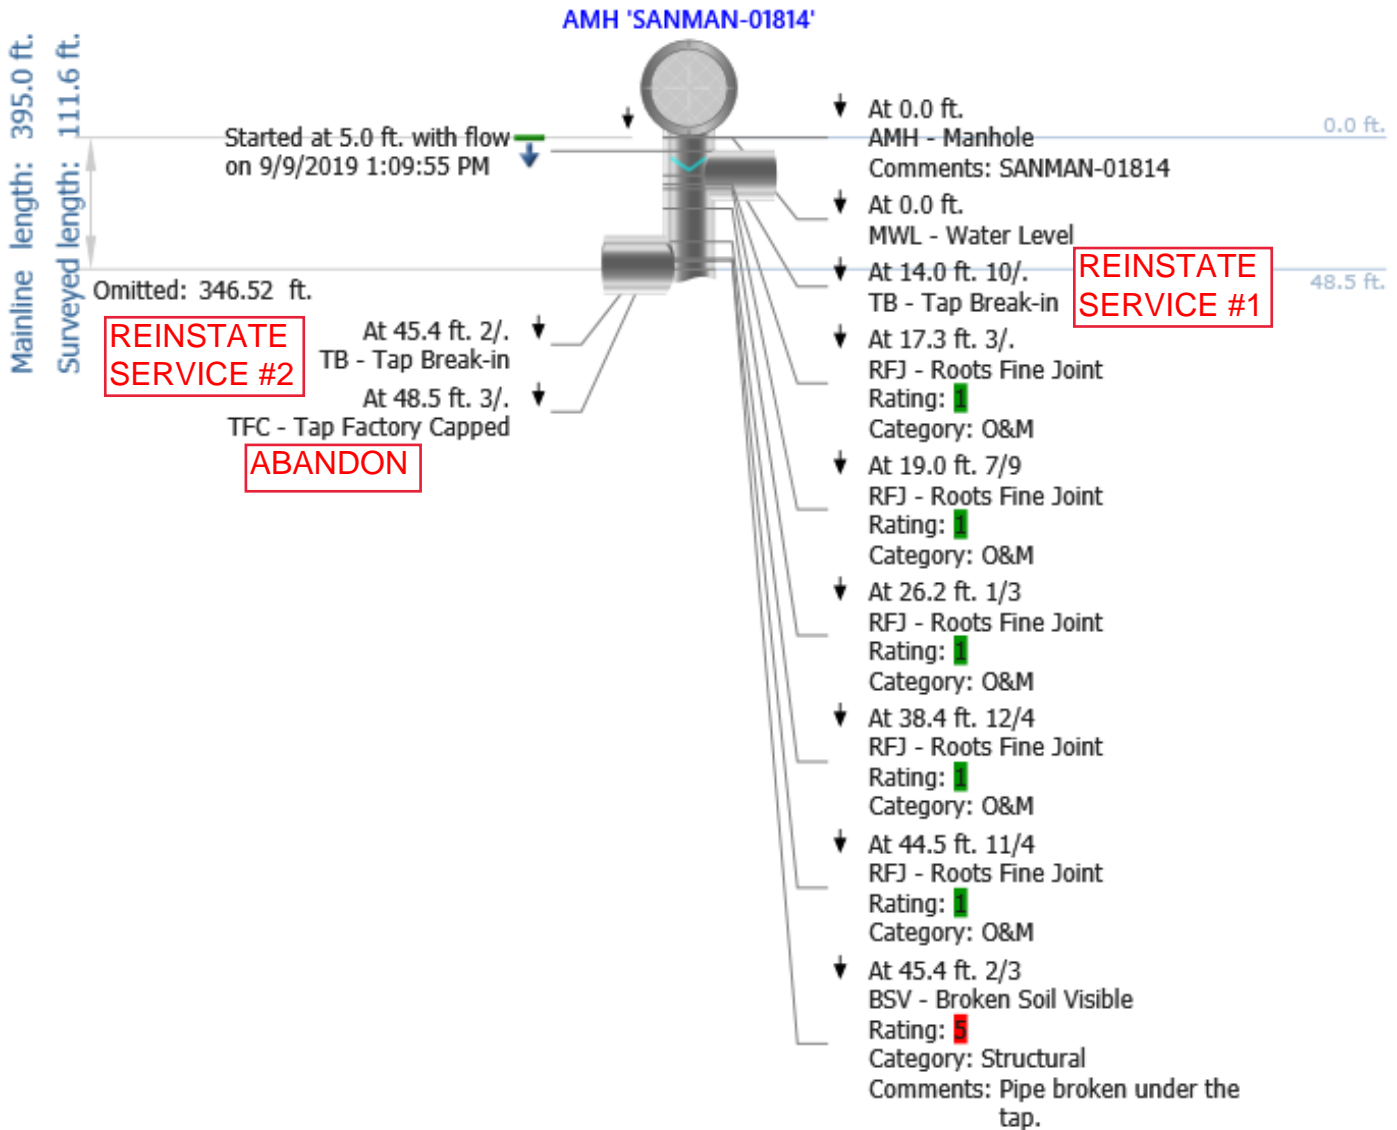 AMH 'SANMAN-01814'
Mainline length: 395.0 ft.
Surveyed length: 111.6 ft.
Started at 5.0 ft. with flow
on 9/9/2019 1:09:55 PM
Omitted: 346.52 ft.
REINSTATE
SERVICE #2
At 45.4 ft. 2/.
TB - Tap Break-in
At 48.5 ft. 3/.
TFC - Tap Factory Capped
ABANDON
0.0 ft.
48.5 ft.
At 0.0 ft.
AMH - Manhole
Comments: SANMAN-01814
At 0.0 ft.
MWL - Water Level
At 14.0 ft. 10/.
TB - Tap Break-in
REINSTATE
SERVICE #1
At 17.3 ft. 3/.
RFJ - Roots Fine Joint
Rating: 1
Category: O&M
At 19.0 ft. 7/9
RFJ - Roots Fine Joint
Rating: 1
Category: O&M
At 26.2 ft. 1/3
RFJ - Roots Fine Joint
Rating: 1
Category: O&M
At 38.4 ft. 12/4
RFJ - Roots Fine Joint
Rating: 1
Category: O&M
At 44.5 ft. 11/4
RFJ - Roots Fine Joint
Rating: 1
Category: O&M
At 45.4 ft. 2/3
BSV - Broken Soil Visible
Rating: 5
Category: Structural
Comments: Pipe broken under the
tap.